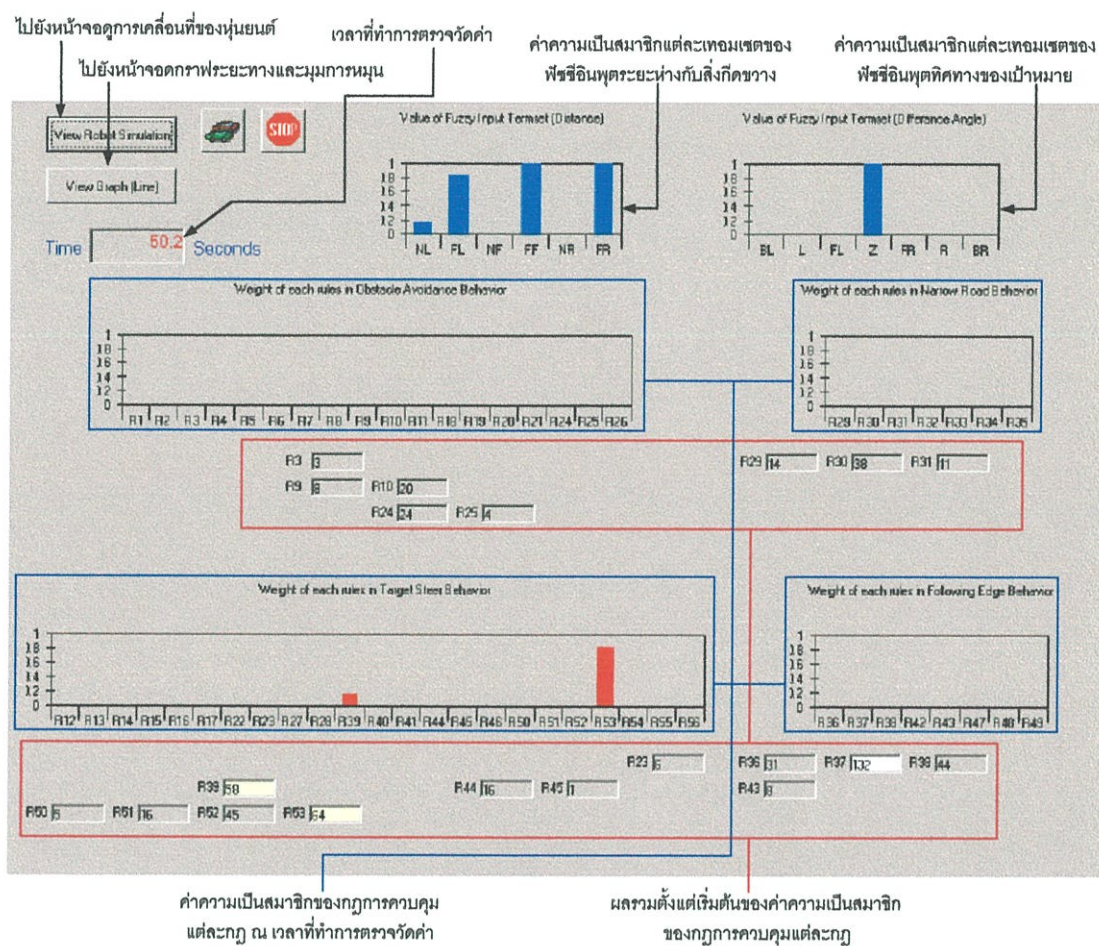 ไปยังหน้าจอดูการเคลื่อนที่ของหุ่นยนต์
เวลาที่ทำการตรวจวัดค่า
ค่าความเป็นสมาชิกแต่ละเทอมเซตของ
ฟัซซีอินพุตระยะห่างกับสิ่งกีดขวาง
ค่าความเป็นสมาชิกแต่ละเทอมเซตของ
ฟัซซีอินพุตทิศทางของเป้าหมาย
ไปยังหน้าจอดกราฟระยะทางและมุมการหมุน
View Robot Simulation
STOP
View Graph (Line)
Time 50.2 Seconds
Value of Fuzzy Input Termset (Distance)
1
0
NL FL NF FF NR FR
Value of Fuzzy Input Termset (Difference Angle)
1
0
BL L FL Z FR R BR
Weight of each rules in Obstacle Avoidance Behavior
1
0
R1 R2 R3 R4 R5 R6 R7 R8 R9 R10 R11 R18 R19 R20 R21 R24 R25 R26
Weight of each rules in Narrow Road Behavior
1
0
R29 R30 R31 R32 R33 R34 R35
R3 3
R29 14 R30 38 R31 11
R9 8 R10 20
R24 24 R25 4
Weight of each rules in Target Steer Behavior
1
0
R12 R13 R14 R15 R16 R17 R22 R23 R27 R28 R39 R40 R41 R44 R45 R46 R50 R51 R52 R53 R54 R55 R56
Weight of each rules in Following Edge Behavior
1
0
R36 R37 R38 R42 R43 R47 R48 R49
R23 6 R36 31 R37 132 R38 44
R39 58 R44 16 R45 1 R43 8
R50 5 R51 16 R52 45 R53 64
ค่าความเป็นสมาชิกของกฎการควบคุม
แต่ละกฎ ณ เวลาที่ทำการตรวจวัดค่า
ผลรวมตั้งแต่เริ่มต้นของค่าความเป็นสมาชิก
ของกฎการควบคุมแต่ละกฎ